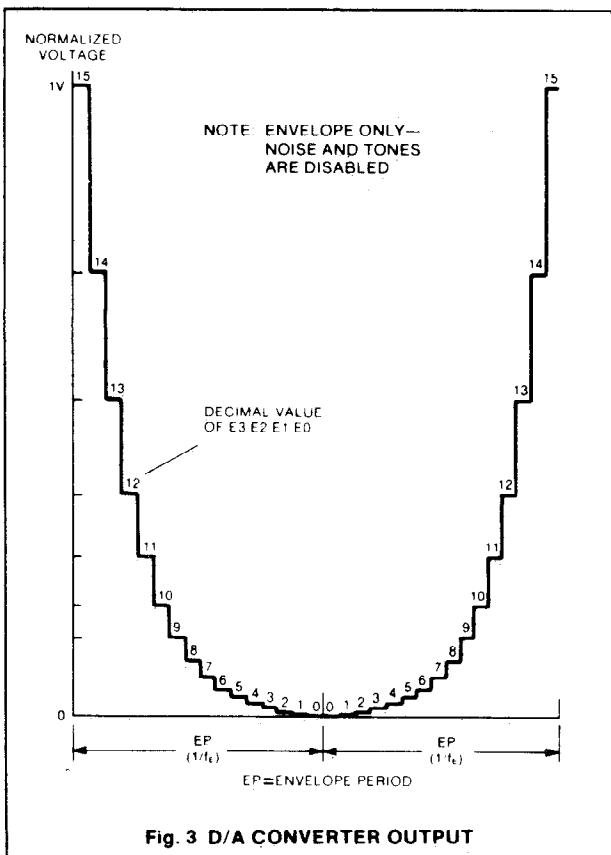 NORMALIZED
VOLTAGE
1V
15
15
NOTE: ENVELOPE ONLY—
NOISE AND TONES
ARE DISABLED
14
14
13
13
DECIMAL VALUE
OF E3 E2 E1 E0
12
12
11
11
10
10
9
9
8
8
7
7
6
6
5
5
4
4
3
3
2
2
1
1
0
0
0
EP
(1/fE)
EP
(1/fE)
EP=ENVELOPE PERIOD
Fig. 3 D/A CONVERTER OUTPUT